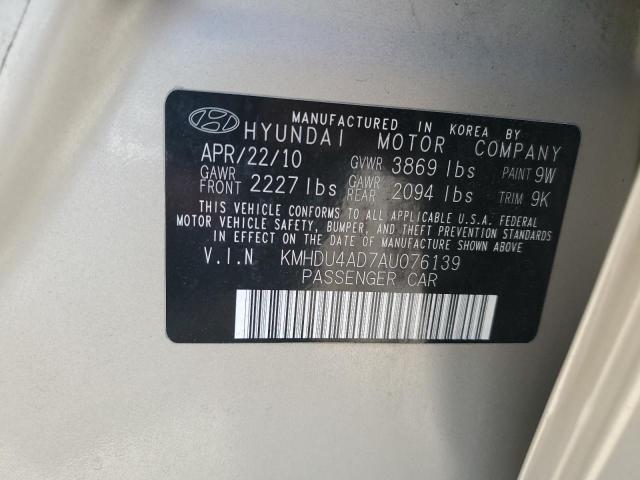 MANUFACTURED IN KOREA BY
HYUNDAI MOTOR COMPANY
APR/22/10 GVWR 3869 lbs PAINT 9W
GAWR FRONT 2227 lbs GAWR REAR 2094 lbs TRIM 9K
THIS VEHICLE CONFORMS TO ALL APPLICABLE U.S.A. FEDERAL
MOTOR VEHICLE SAFETY, BUMPER, AND THEFT PREVENTION STANDARDS
IN EFFECT ON THE DATE OF MANUFACTURE SHOWN ABOVE.
V.I.N KMHDU4AD7AU076139
PASSENGER CAR